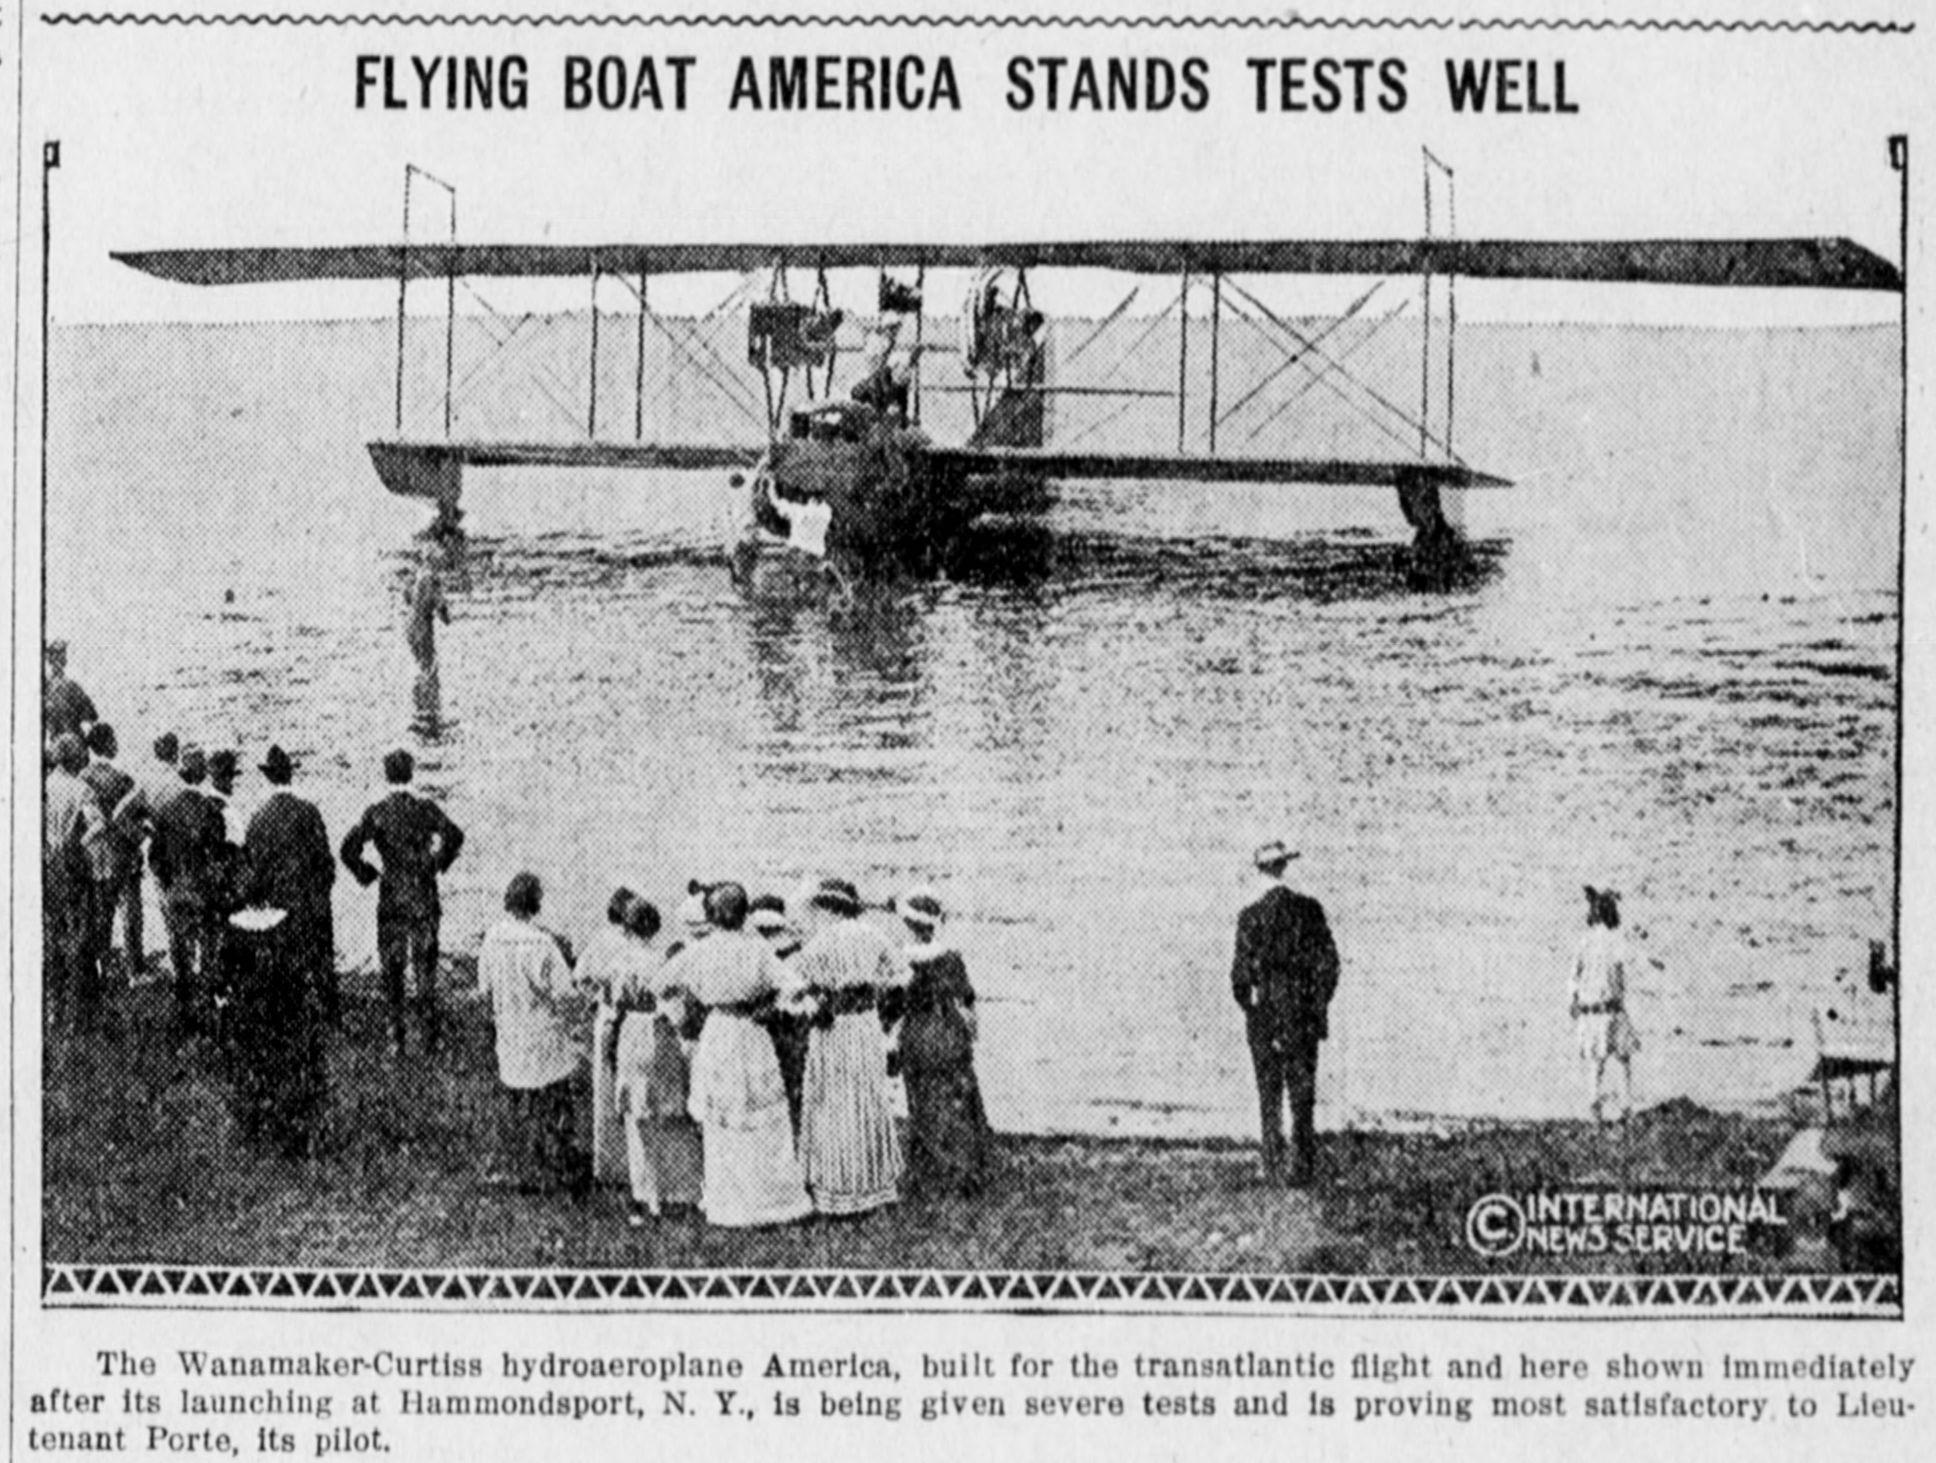 FLYING BOAT AMERICA STANDS TESTS WELL
© INTERNATIONAL
NEWS SERVICE
The Wanamaker-Curtiss hydroaeroplane America, built for the transatlantic flight and here shown immediately
after its launching at Hammondsport, N. Y., is being given severe tests and is proving most satisfactory to Lieu-
tenant Porte, its pilot.